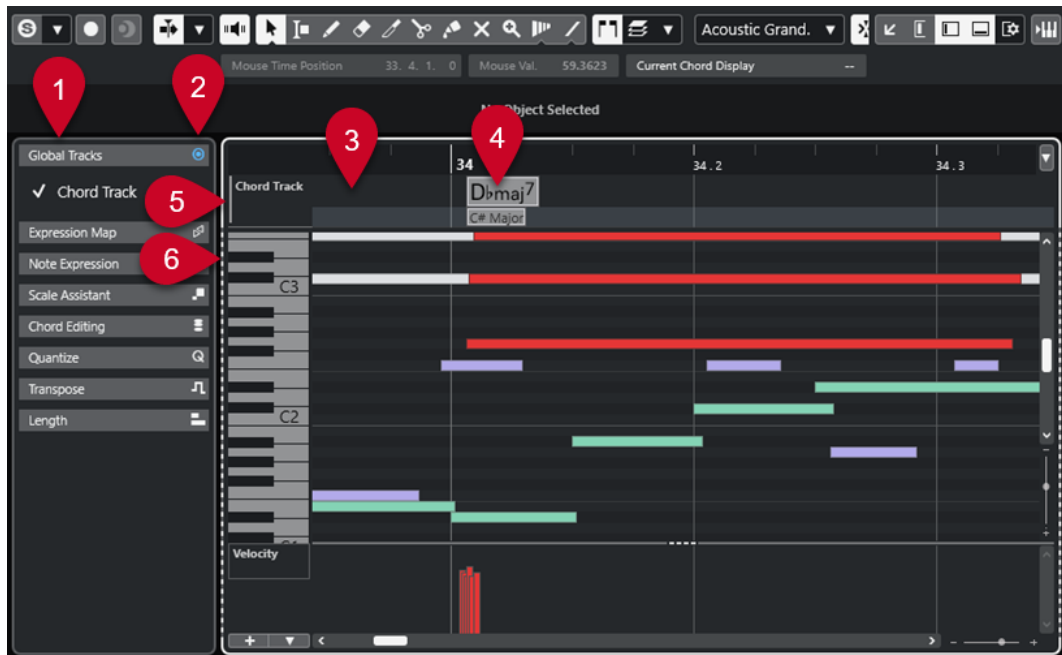 S
Acoustic Grand.
Mouse Time Position 33. 4. 1. 0 Mouse Val. 59.3623 Current Chord Display --
Object Selected
1
2
3
4
5
6
Global Tracks
Chord Track
Expression Map
Note Expression
Scale Assistant
Chord Editing
Quantize Q
Transpose
Length
34 34.2 34.3
Chord Track
D♭maj7
C# Major
C3
C2
Velocity